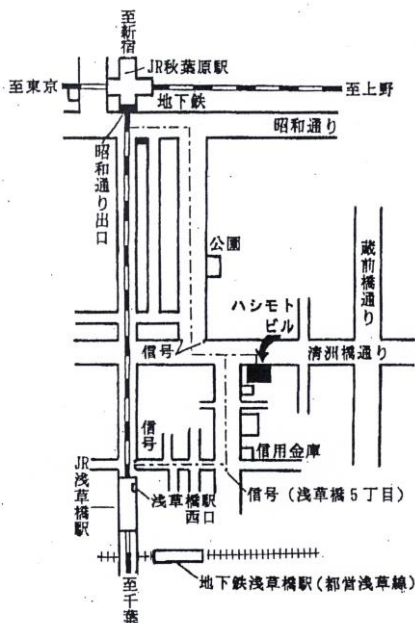 至新宿
JR秋葉原駅
至東京
地下鉄
至上野
昭和通り
昭和通り出口
公園
蔵前橋通り
ハシモト
ビル
信号
清洲橋通り
信号
信用金庫
JR浅草橋駅
浅草橋駅
西口
信号(浅草橋5丁目)
地下鉄浅草橋駅(都営浅草線)
至千葉